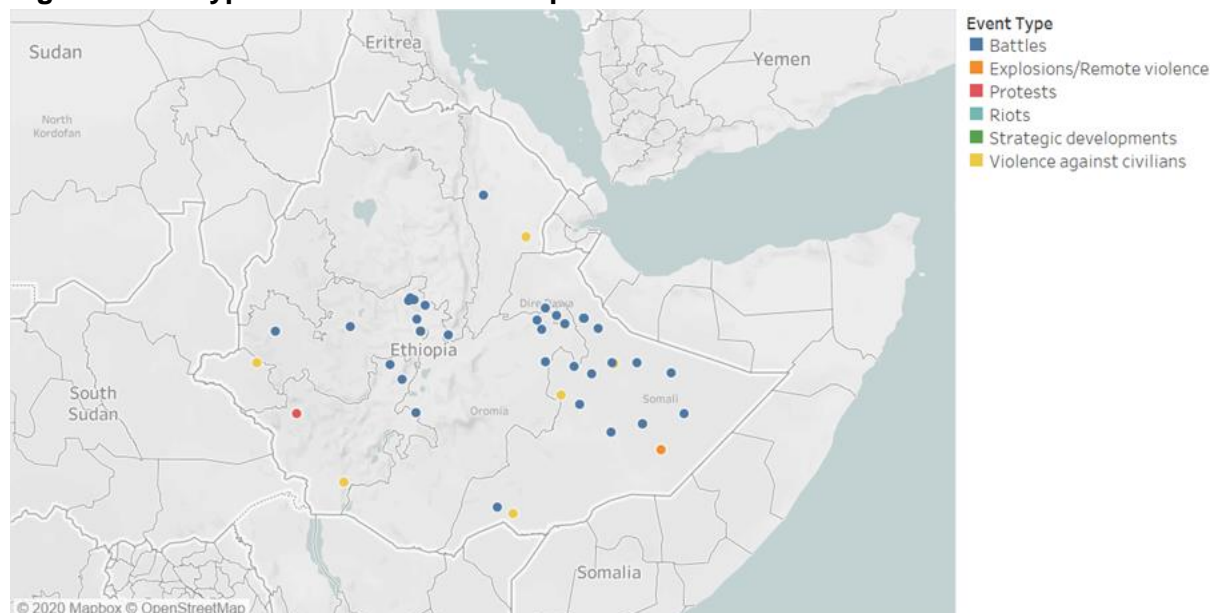 Sudan
Eritrea
Yemen
North
Kordofan
Dire Dawa
Ethiopia
South
Sudan
Oromia
Somali
Somalia
© 2020 Mapbox © OpenStreetMap
Event Type
Battles
Explosions/Remote violence
Protests
Riots
Strategic developments
Violence against civilians